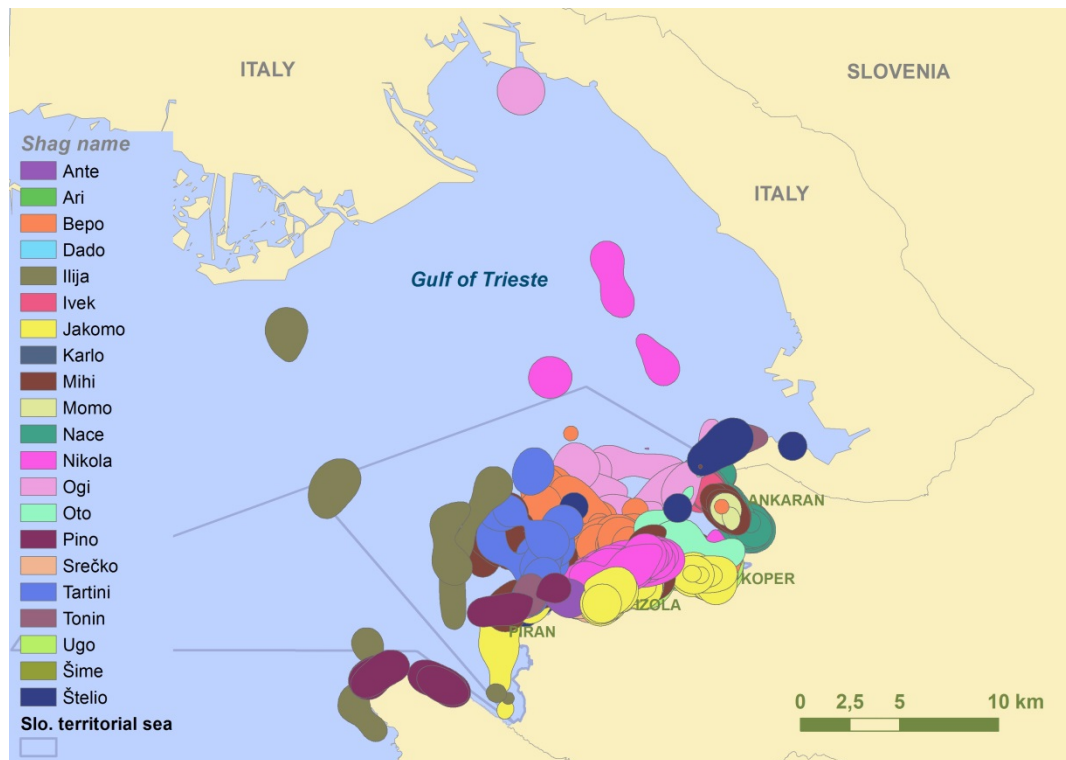 ITALY
SLOVENIA
ITALY
Gulf of Trieste
Shag name
Ante
Ari
Bepo
Dado
Ilija
Ivek
Jakomo
Karlo
Mihi
Momo
Nace
Nikola
Ogi
Oto
Pino
Srečko
Tartini
Tonin
Ugo
Šime
Štelio
Slo. territorial sea
ANKARAN
KOPER
IZOLA
PIRAN
0 2,5 5 10 km